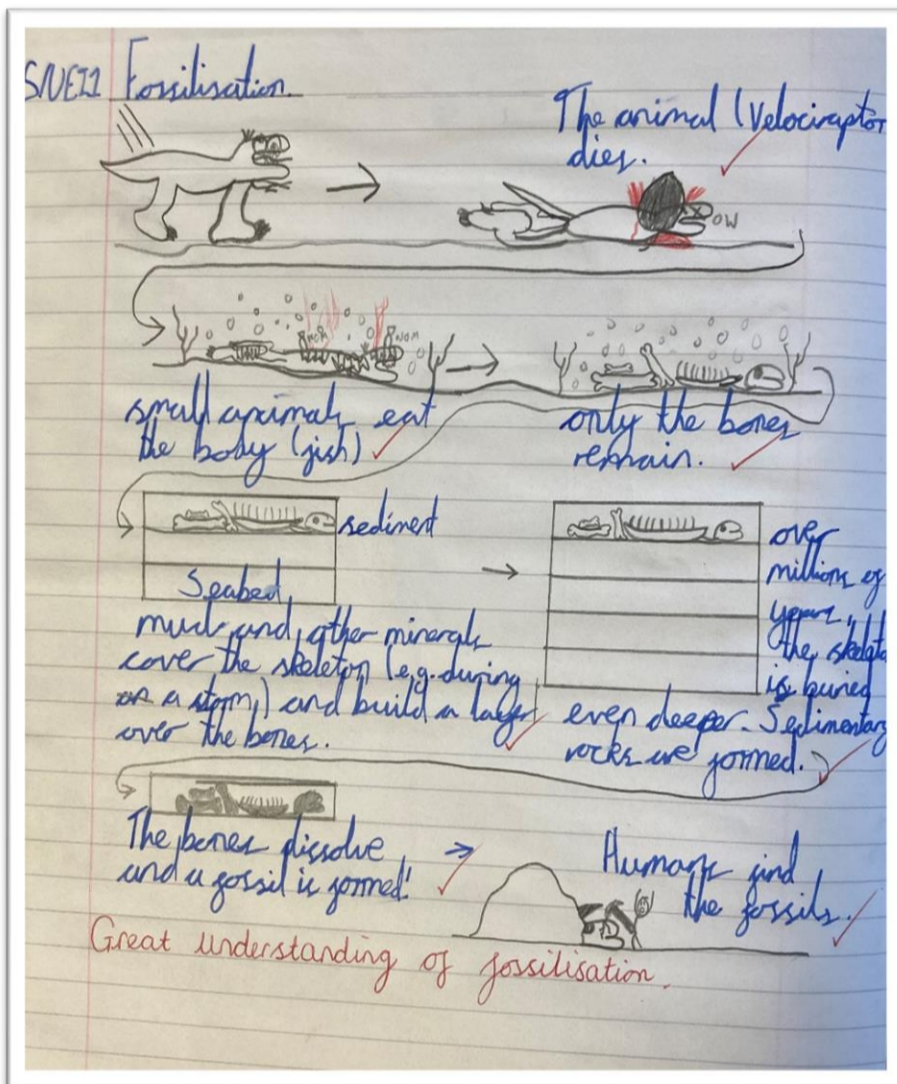 Fossilisation.
The animal (Velociraptor
dies.
OW
NOM
NOM
small animals eat
the body (fish)
only the bones
remain.
sediment
Seabed
mud and other minerals
cover the skeleton (e.g. during
a storm) and build a layer
over the bones.
over
millions of
years,
the
is buried
even deeper. Sedimentary
rocks are formed.
The bones dissolve
and a fossil is formed!
Humans find
the fossils.
Great understanding of fossilisation.